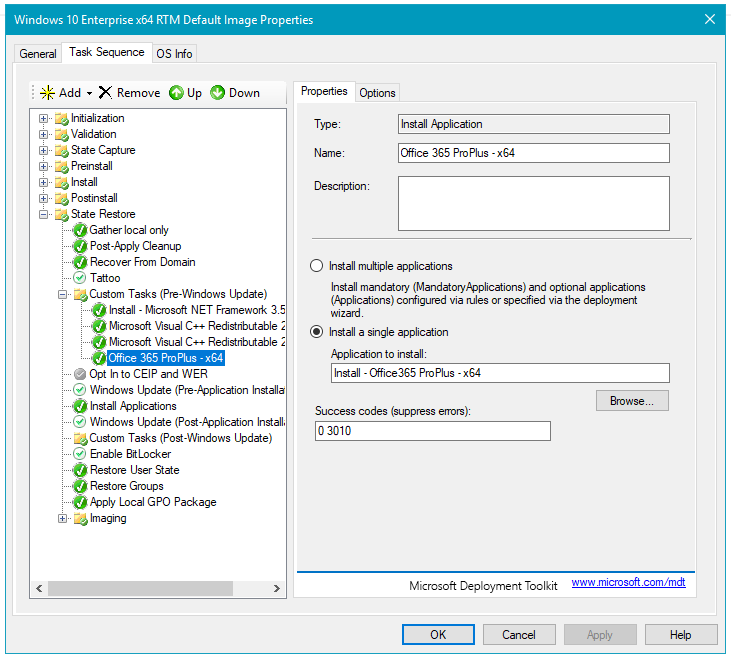 Windows 10 Enterprise x64 RTM Default Image Properties
General
Task Sequence
OS Info
Add
Remove
Up
Down
Initialization
Validation
State Capture
Preinstall
Install
Postinstall
State Restore
Gather local only
Post-Apply Cleanup
Recover From Domain
Tattoo
Custom Tasks (Pre-Windows Update)
Install - Microsoft NET Framework 3.5
Microsoft Visual C++ Redistributable 2
Microsoft Visual C++ Redistributable 2
Office 365 ProPlus - x64
Opt In to CEIP and WER
Windows Update (Pre-Application Installa
Install Applications
Windows Update (Post-Application Install
Custom Tasks (Post-Windows Update)
Enable BitLocker
Restore User State
Restore Groups
Apply Local GPO Package
Imaging
Properties
Options
Type:
Install Application
Name:
Office 365 ProPlus - x64
Description:
Install multiple applications
Install mandatory (MandatoryApplications) and optional applications
(Applications) configured via rules or specified via the deployment
wizard.
Install a single application
Application to install:
Install - Office365 ProPlus - x64
Browse...
Success codes (suppress errors):
0 3010
Microsoft Deployment Toolkit
www.microsoft.com/mdt
OK
Cancel
Apply
Help